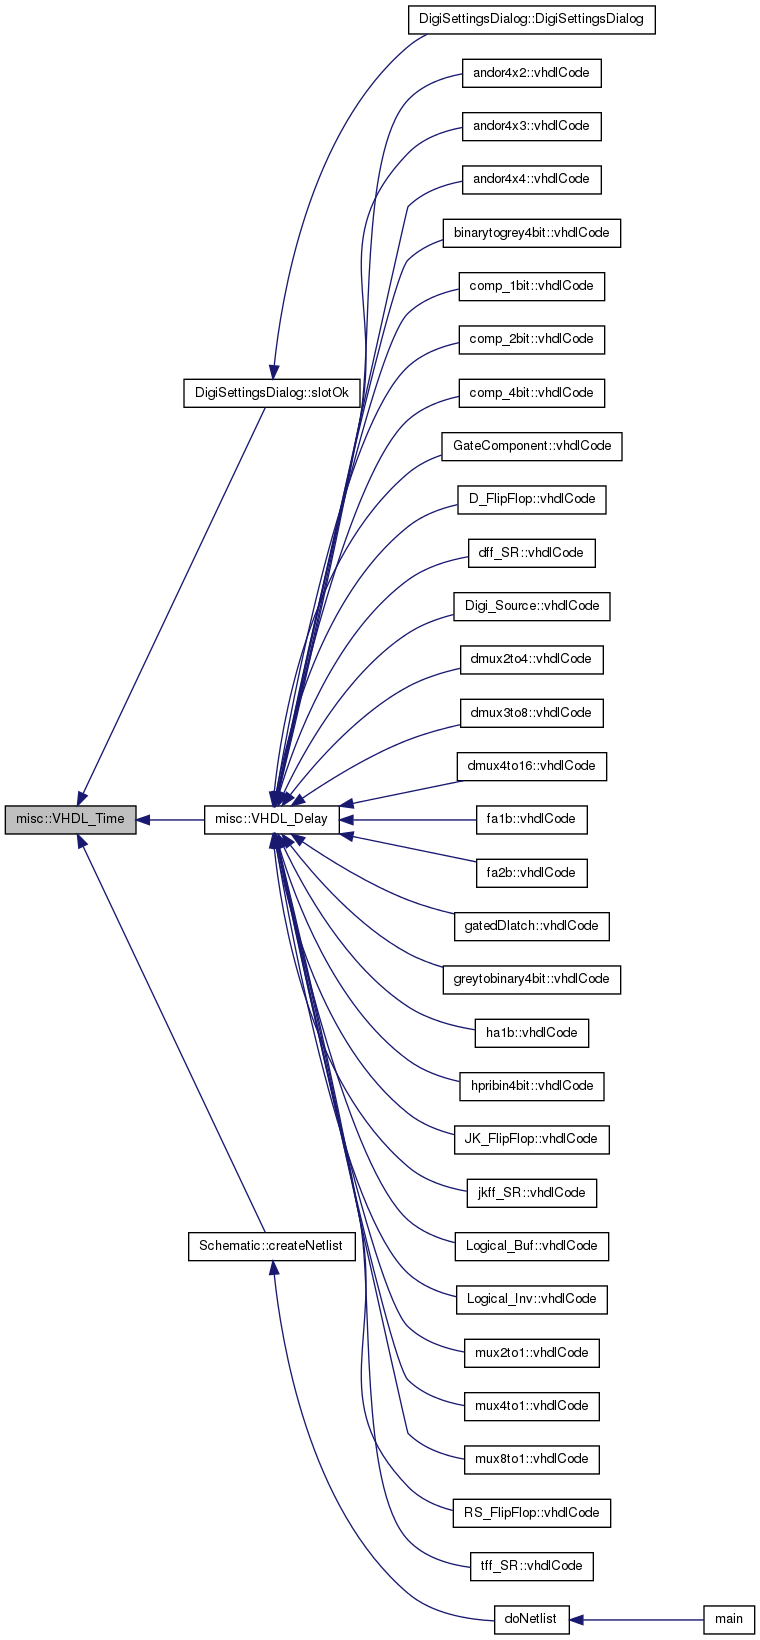 DigiSettingsDialog::DigiSettingsDialog
andor4x2::vhdlCode
andor4x3::vhdlCode
andor4x4::vhdlCode
binarytogrey4bit::vhdlCode
comp_1bit::vhdlCode
comp_2bit::vhdlCode
DigiSettingsDialog::slotOk
comp_4bit::vhdlCode
GateComponent::vhdlCode
D_FlipFlop::vhdlCode
dff_SR::vhdlCode
Digi_Source::vhdlCode
dmux2to4::vhdlCode
dmux3to8::vhdlCode
dmux4to16::vhdlCode
misc::VHDL_Time
misc::VHDL_Delay
fa1b::vhdlCode
fa2b::vhdlCode
gatedDlatch::vhdlCode
greytobinary4bit::vhdlCode
ha1b::vhdlCode
hpribin4bit::vhdlCode
JK_FlipFlop::vhdlCode
jkff_SR::vhdlCode
Schematic::createNetlist
Logical_Buf::vhdlCode
Logical_Inv::vhdlCode
mux2to1::vhdlCode
mux4to1::vhdlCode
mux8to1::vhdlCode
RS_FlipFlop::vhdlCode
tff_SR::vhdlCode
doNetlist
main